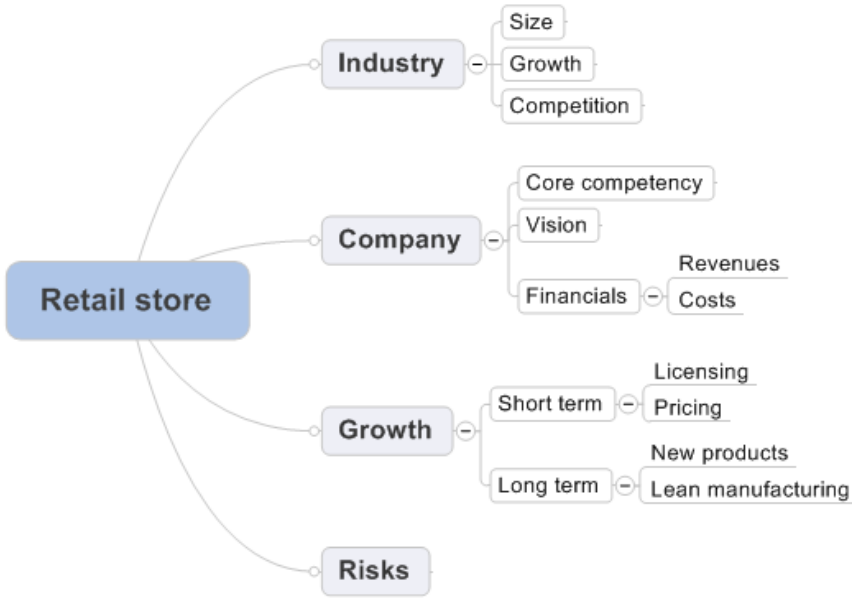 Retail store
Industry
Size
Growth
Competition
Company
Core competency
Vision
Financials
Revenues
Costs
Growth
Short term
Licensing
Pricing
Long term
New products
Lean manufacturing
Risks